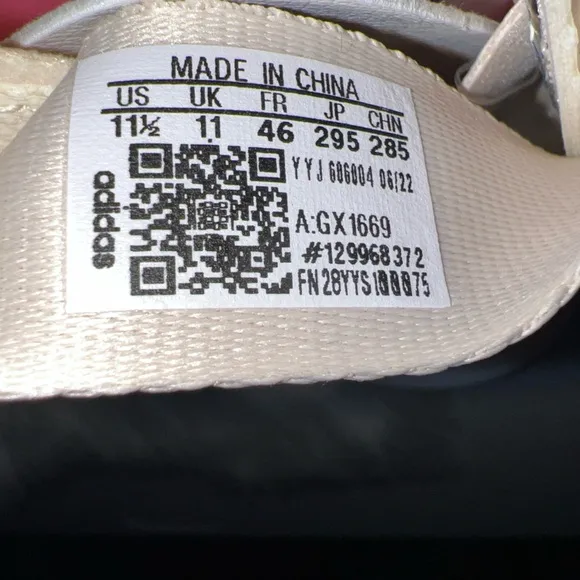 MADE IN CHINA
US UK FR JP CHN
11½ 11 46 295 285
YYJ 606004 06/22
adidas
A:GX1669
#129968372